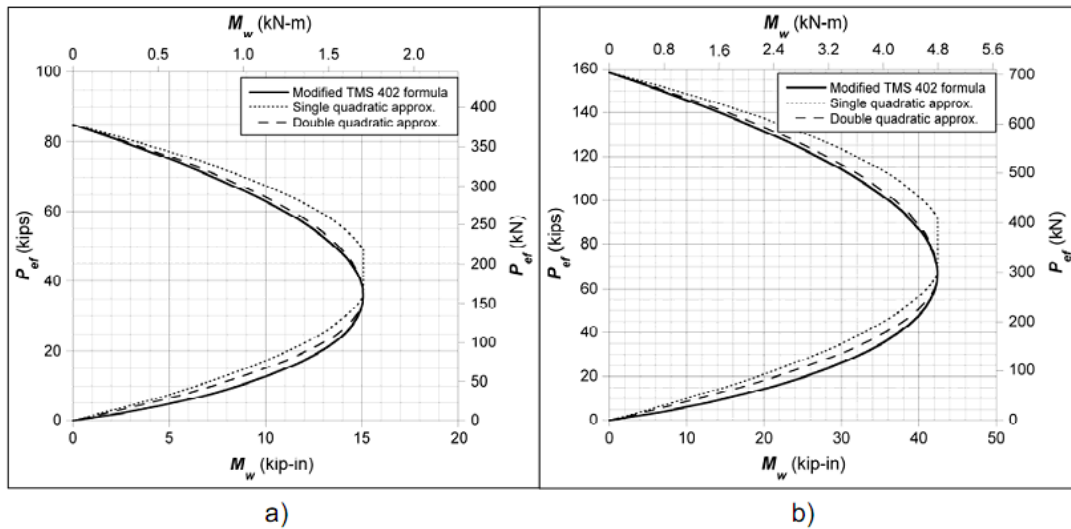 M_w (kN-m)
0 0.5 1 1.5 2
100
80
60
40
20
0
P_ef (kips)
Modified TMS 402 formula
Single quadratic approx.
Double quadratic approx.
400
350
300
250
200
150
100
50
0
P_ef (kN)
0 5 10 15 20
M_w (kip-in)
a)
M_w (kN-m)
0 0.8 1.6 2.4 3.2 4 4.8 5.6
160
140
120
100
80
60
40
20
0
P_ef (kips)
Modified TMS 402 formula
Single quadratic approx.
Double quadratic approx.
700
600
500
400
300
200
100
0
P_ef (kN)
0 10 20 30 40 50
M_w (kip-in)
b)